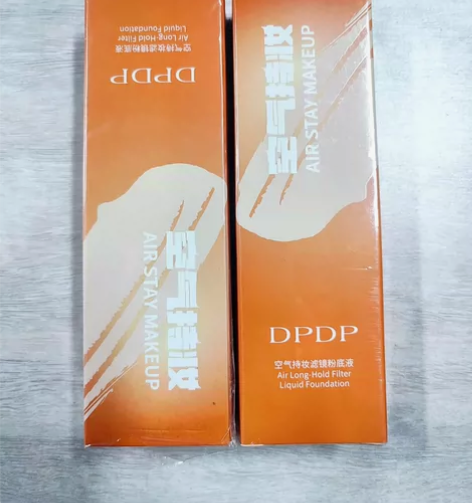 DPDP
空气持妆滤镜粉底液
Air Long-Hold Filter
Liquid Foundation
空气持妆
AIR STAY MAKEUP
空气持妆
AIR STAY MAKEUP
DPDP
空气持妆滤镜粉底液
Air Long-Hold Filter
Liquid Foundation